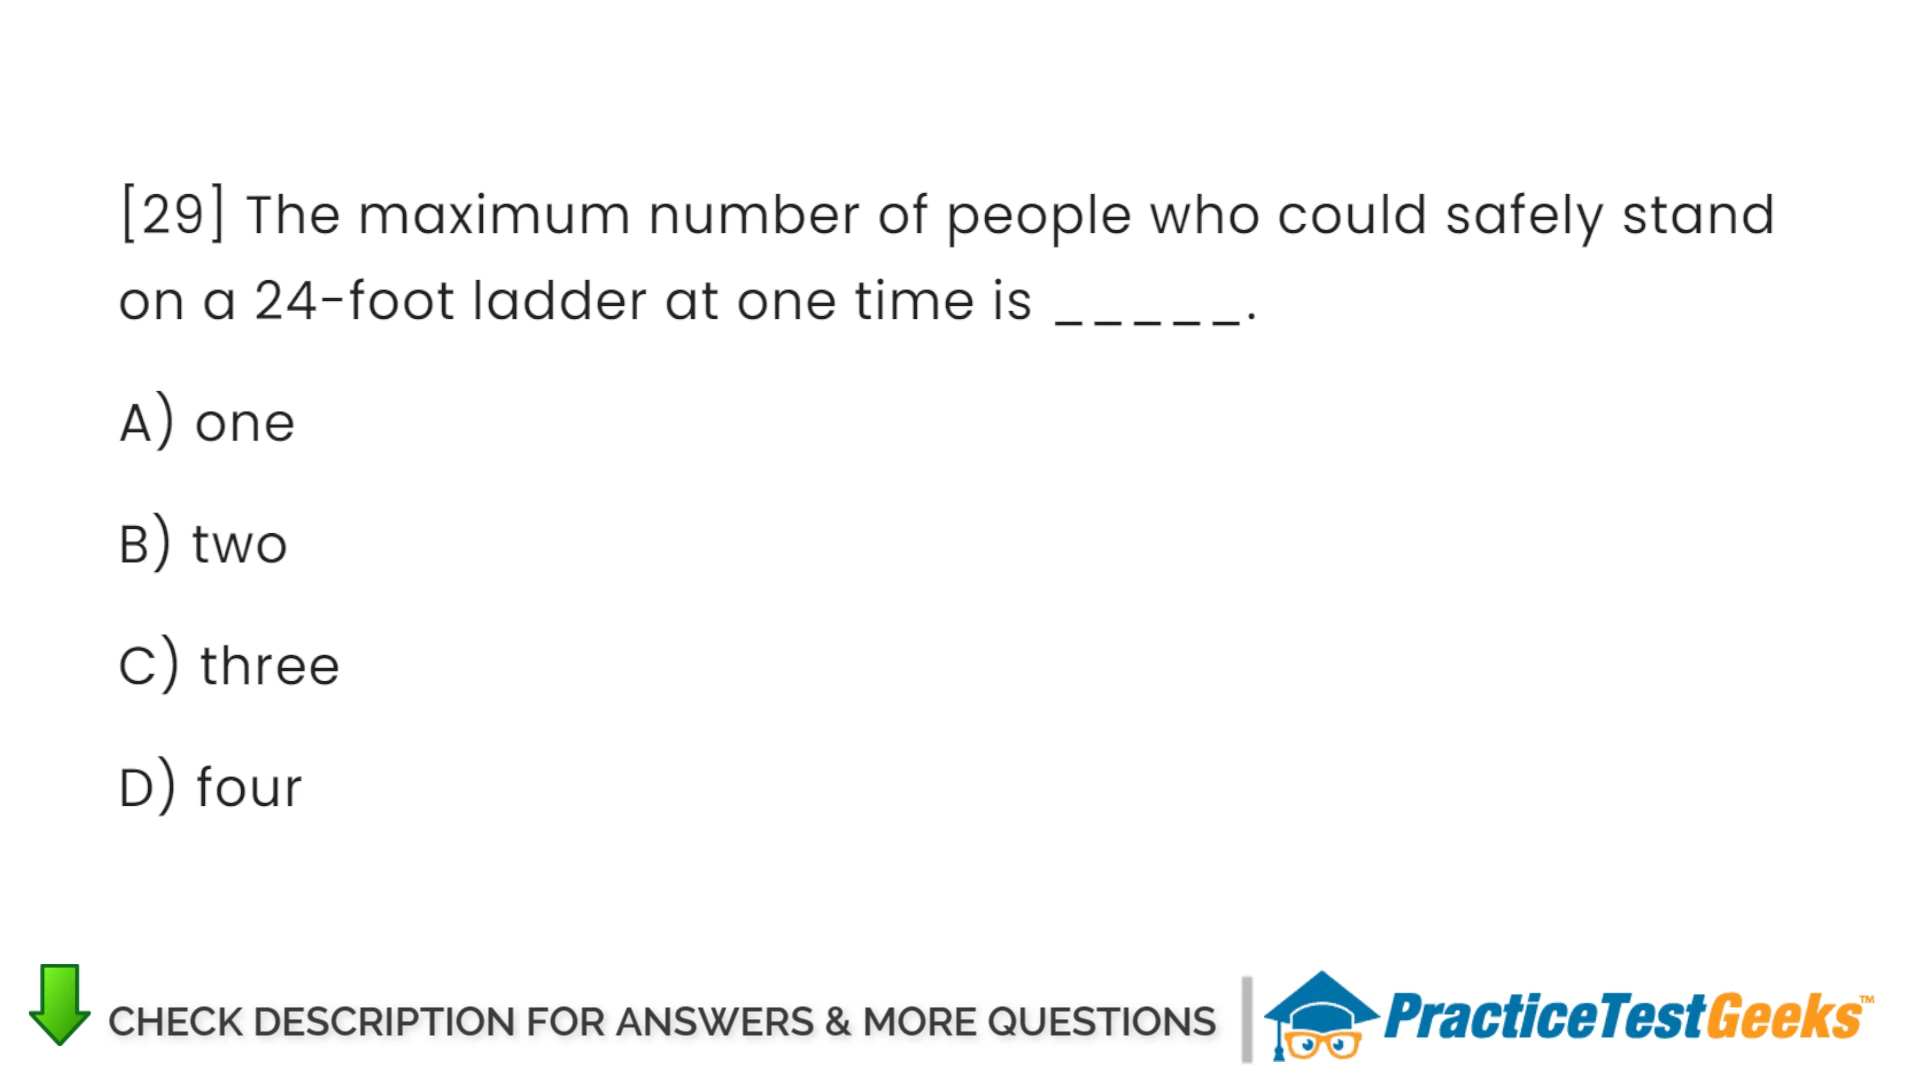 [29] The maximum number of people who could safely stand
on a 24-foot ladder at one time is _____.
A) one
B) two
C) three
D) four
CHECK DESCRIPTION FOR ANSWERS & MORE QUESTIONS
PracticeTestGeeks™